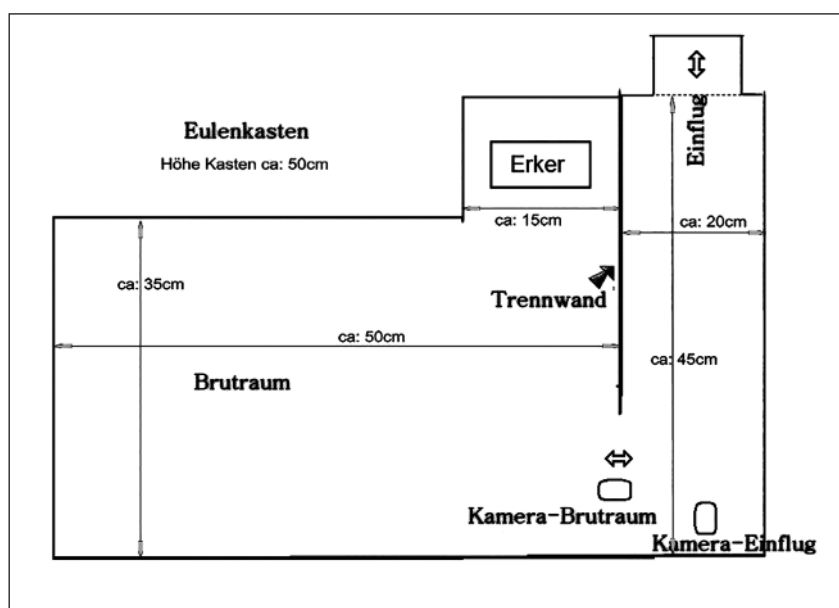 Eulenkasten
Höhe Kasten ca: 50cm
Einflug
Erker
ca: 15cm
ca: 20cm
ca: 35cm
Trennwand
ca: 50cm
ca: 45cm
Brutraum
Kamera-Brutraum
Kamera-Einflug